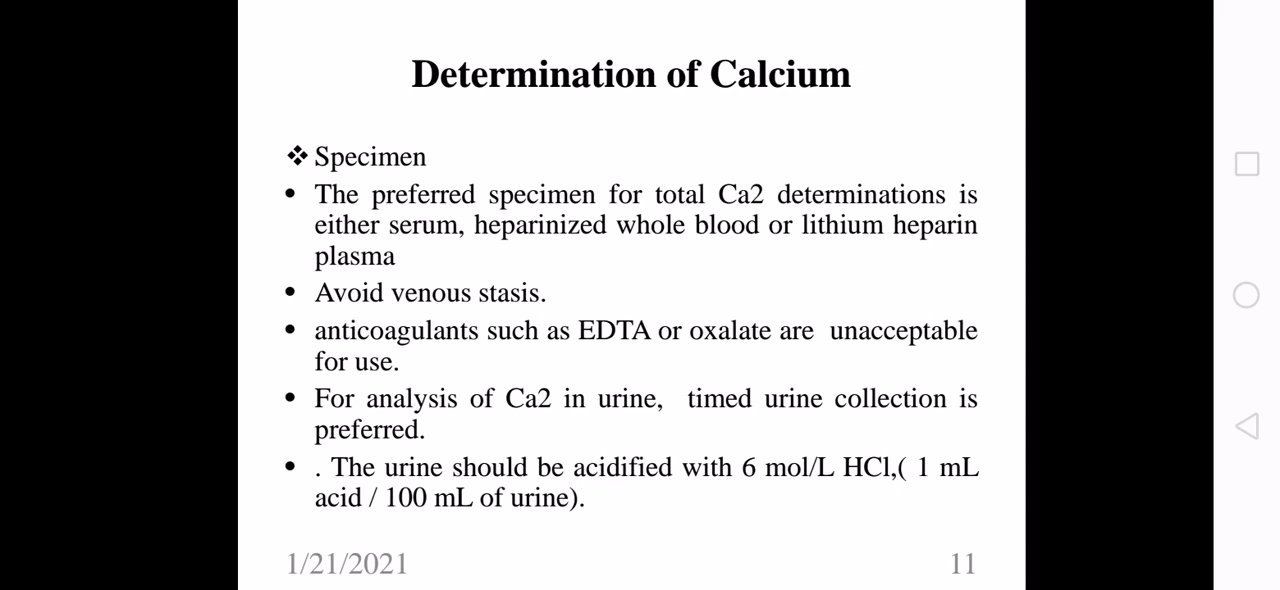 Determination of Calcium
❖ Specimen
• The preferred specimen for total Ca2 determinations is
either serum, heparinized whole blood or lithium heparin
plasma
• Avoid venous stasis.
• anticoagulants such as EDTA or oxalate are unacceptable
for use.
• For analysis of Ca2 in urine, timed urine collection is
preferred.
• . The urine should be acidified with 6 mol/L HCl,( 1 mL
acid / 100 mL of urine).
1/21/2021 11